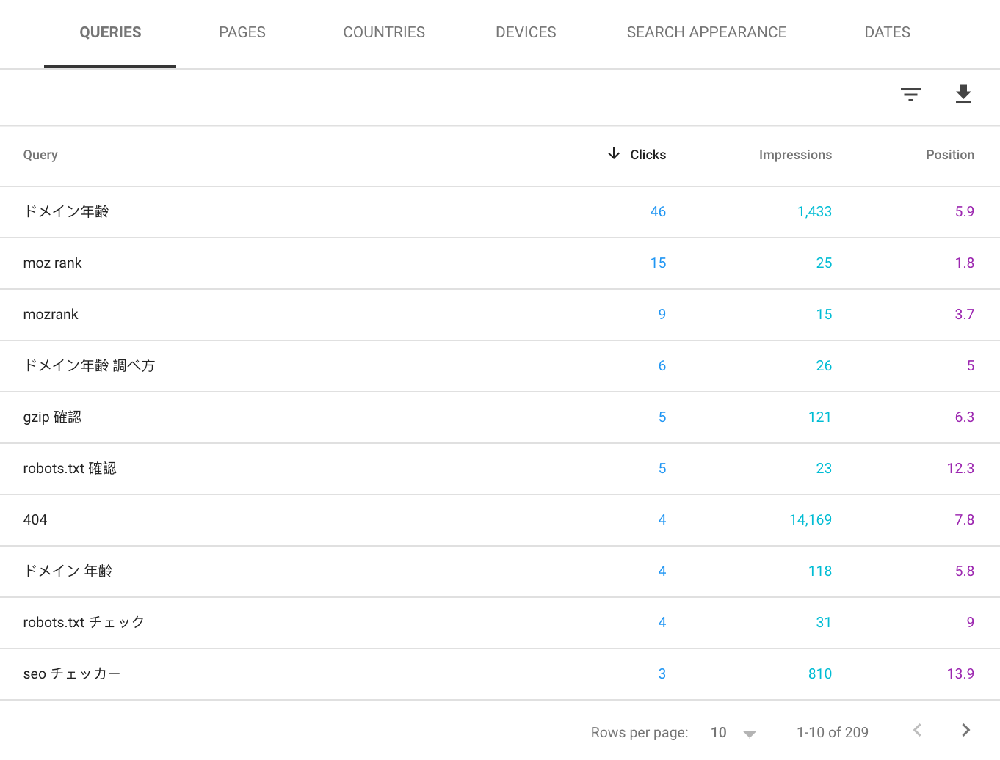 QUERIES PAGES COUNTRIES DEVICES SEARCH APPEARANCE DATES
Query Clicks Impressions Position
ドメイン年齢 46 1,433 5.9
moz rank 15 25 1.8
mozrank 9 15 3.7
ドメイン年齢 調べ方 6 26 5
gzip 確認 5 121 6.3
robots.txt 確認 5 23 12.3
404 4 14,169 7.8
ドメイン 年齢 4 118 5.8
robots.txt チェック 4 31 9
seo チェッカー 3 810 13.9
Rows per page: 10 1-10 of 209